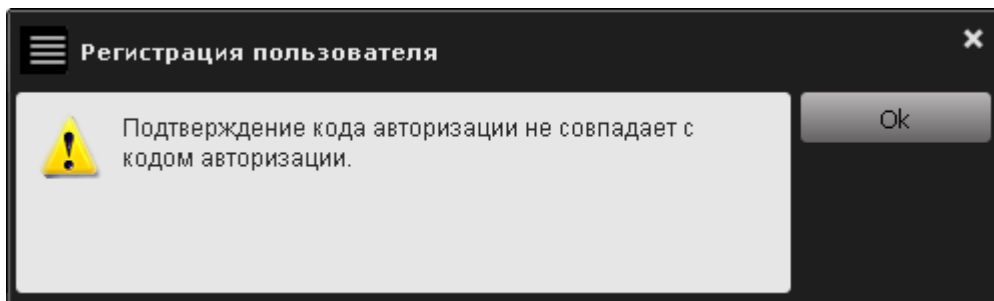 Регистрация пользователя
Подтверждение кода авторизации не совпадает с
кодом авторизации.
Ok